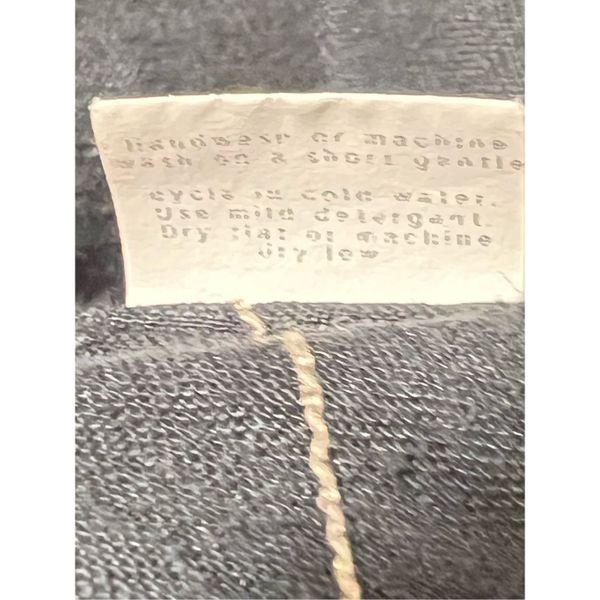 Handwash or machine
wash on a short gentle
cycle in cold water.
Use mild detergent.
Dry flat or machine
dry low